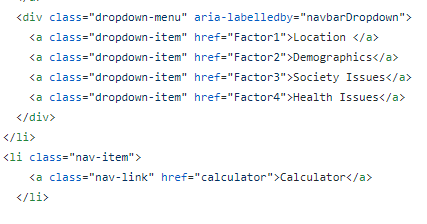 <div class="dropdown-menu" aria-labelledby="navbarDropdown">
<a class="dropdown-item" href="Factor1">Location </a>
<a class="dropdown-item" href="Factor2">Demographics</a>
<a class="dropdown-item" href="Factor3">Society Issues</a>
<a class="dropdown-item" href="Factor4">Health Issues</a>
</div>
</li>
<li class="nav-item">
<a class="nav-link" href="calculator">Calculator</a>
</li>